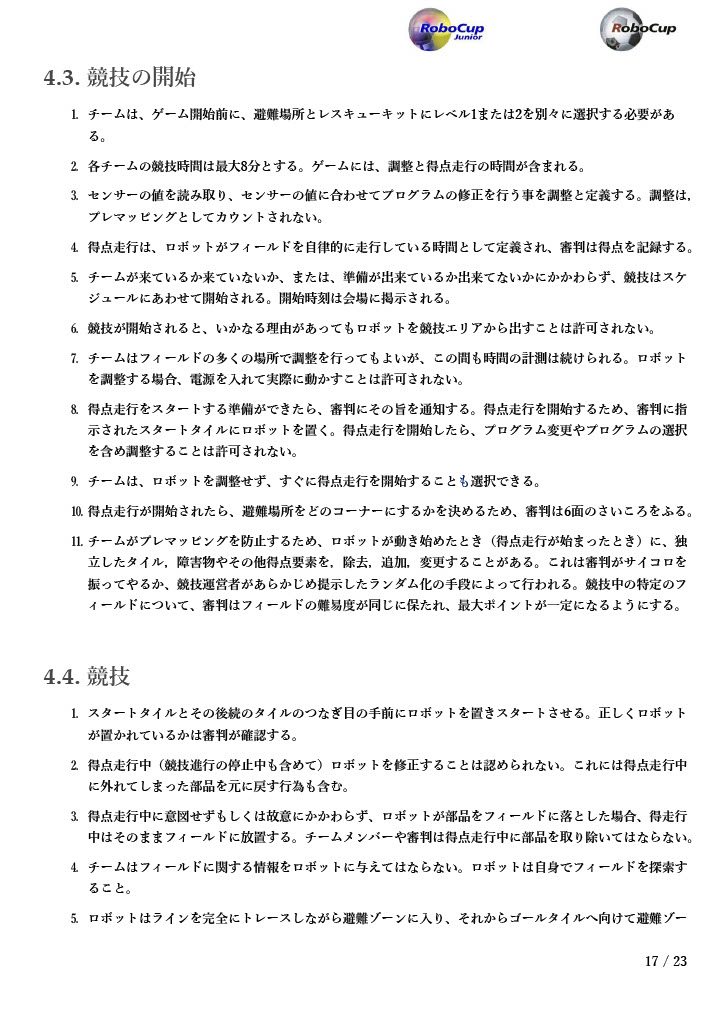 RoboCup
Junior
RoboCup
4.3. 競技の開始
1. チームは、ゲーム開始前に、避難場所とレスキューキットにレベル1または2を別々に選択する必要があ
る。
2. 各チームの競技時間は最大8分とする。ゲームには、調整と得点走行の時間が含まれる。
3. センサーの値を読み取り、センサーの値に合わせてプログラムの修正を行う事を調整と定義する。調整は,
プレマッピングとしてカウントされない。
4. 得点走行は、ロボットがフィールドを自律的に走行している時間として定義され、審判は得点を記録する。
5. チームが来ているか来ていないか、または、準備が出来ているか出来てないかにかかわらず、競技はスケ
ジュールにあわせて開始される。開始時刻は会場に掲示される。
6. 競技が開始されると、いかなる理由があってもロボットを競技エリアから出すことは許可されない。
7. チームはフィールドの多くの場所で調整を行ってもよいが、この間も時間の計測は続けられる。ロボット
を調整する場合、電源を入れて実際に動かすことは許可されない。
8. 得点走行をスタートする準備ができたら、審判にその旨を通知する。得点走行を開始するため、審判に指
示されたスタートタイルにロボットを置く。得点走行を開始したら、プログラム変更やプログラムの選択
を含め調整することは許可されない。
9. チームは、ロボットを調整せず、すぐに得点走行を開始することも選択できる。
10. 得点走行が開始されたら、避難場所をどのコーナーにするかを決めるため、審判は6面のさいころをふる。
11. チームがプレマッピングを防止するため、ロボットが動き始めたとき（得点走行が始まったとき）に、独
立したタイル，障害物やその他得点要素を，除去，追加，変更することがある。これは審判がサイコロを
振ってやるか、競技運営者があらかじめ提示したランダム化の手段によって行われる。競技中の特定のフ
ィールドについて、審判はフィールドの難易度が同じに保たれ、最大ポイントが一定になるようにする。
4.4. 競技
1. スタートタイルとその後続のタイルのつなぎ目の手前にロボットを置きスタートさせる。正しくロボット
が置かれているかは審判が確認する。
2. 得点走行中（競技進行の停止中も含めて）ロボットを修正することは認められない。これには得点走行中
に外れてしまった部品を元に戻す行為も含む。
3. 得点走行中に意図せずもしくは故意にかかわらず、ロボットが部品をフィールドに落とした場合、得走行
中はそのままフィールドに放置する。チームメンバーや審判は得点走行中に部品を取り除いてはならない。
4. チームはフィールドに関する情報をロボットに与えてはならない。ロボットは自身でフィールドを探索す
ること。
5. ロボットはラインを完全にトレースしながら避難ゾーンに入り、それからゴールタイルへ向けて避難ゾー
17 / 23